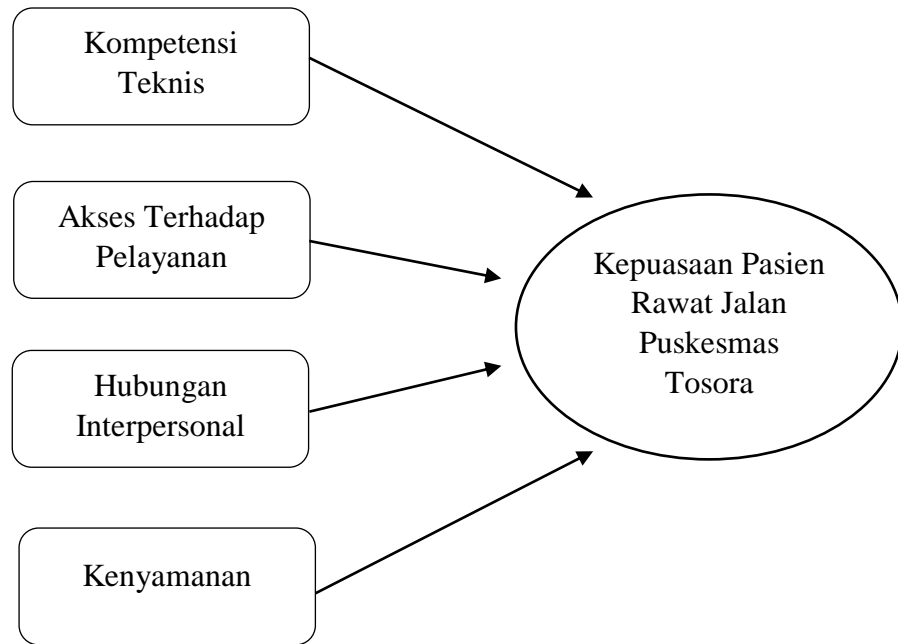 Kompetensi
Teknis
Akses Terhadap
Pelayanan
Hubungan
Interpersonal
Kenyamanan
Kepuasaan Pasien
Rawat Jalan
Puskesmas
Tosora